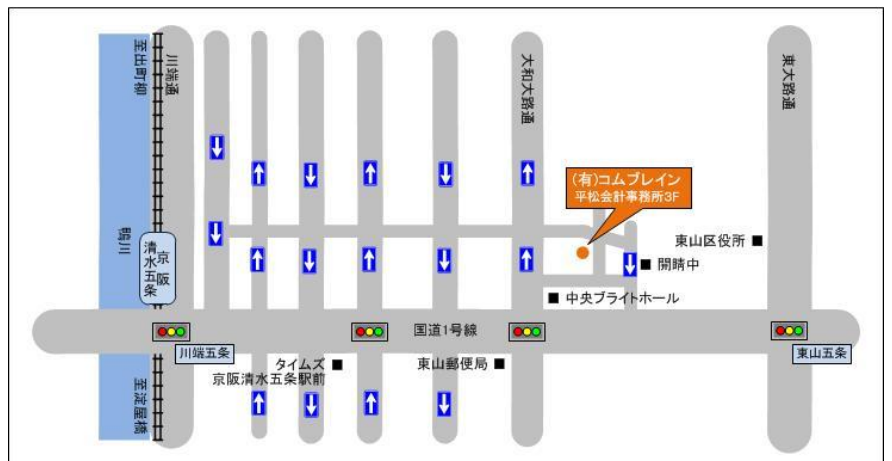 至出町柳
川端通
大和大路通
東大路通
(有)コムブレイン
平松会計事務所3F
鴨川
京阪
清水五条
東山区役所
開睛中
中央ブライトホール
国道1号線
川端五条
東山五条
タイムズ
京阪清水五条駅前
東山郵便局
至淀屋橋